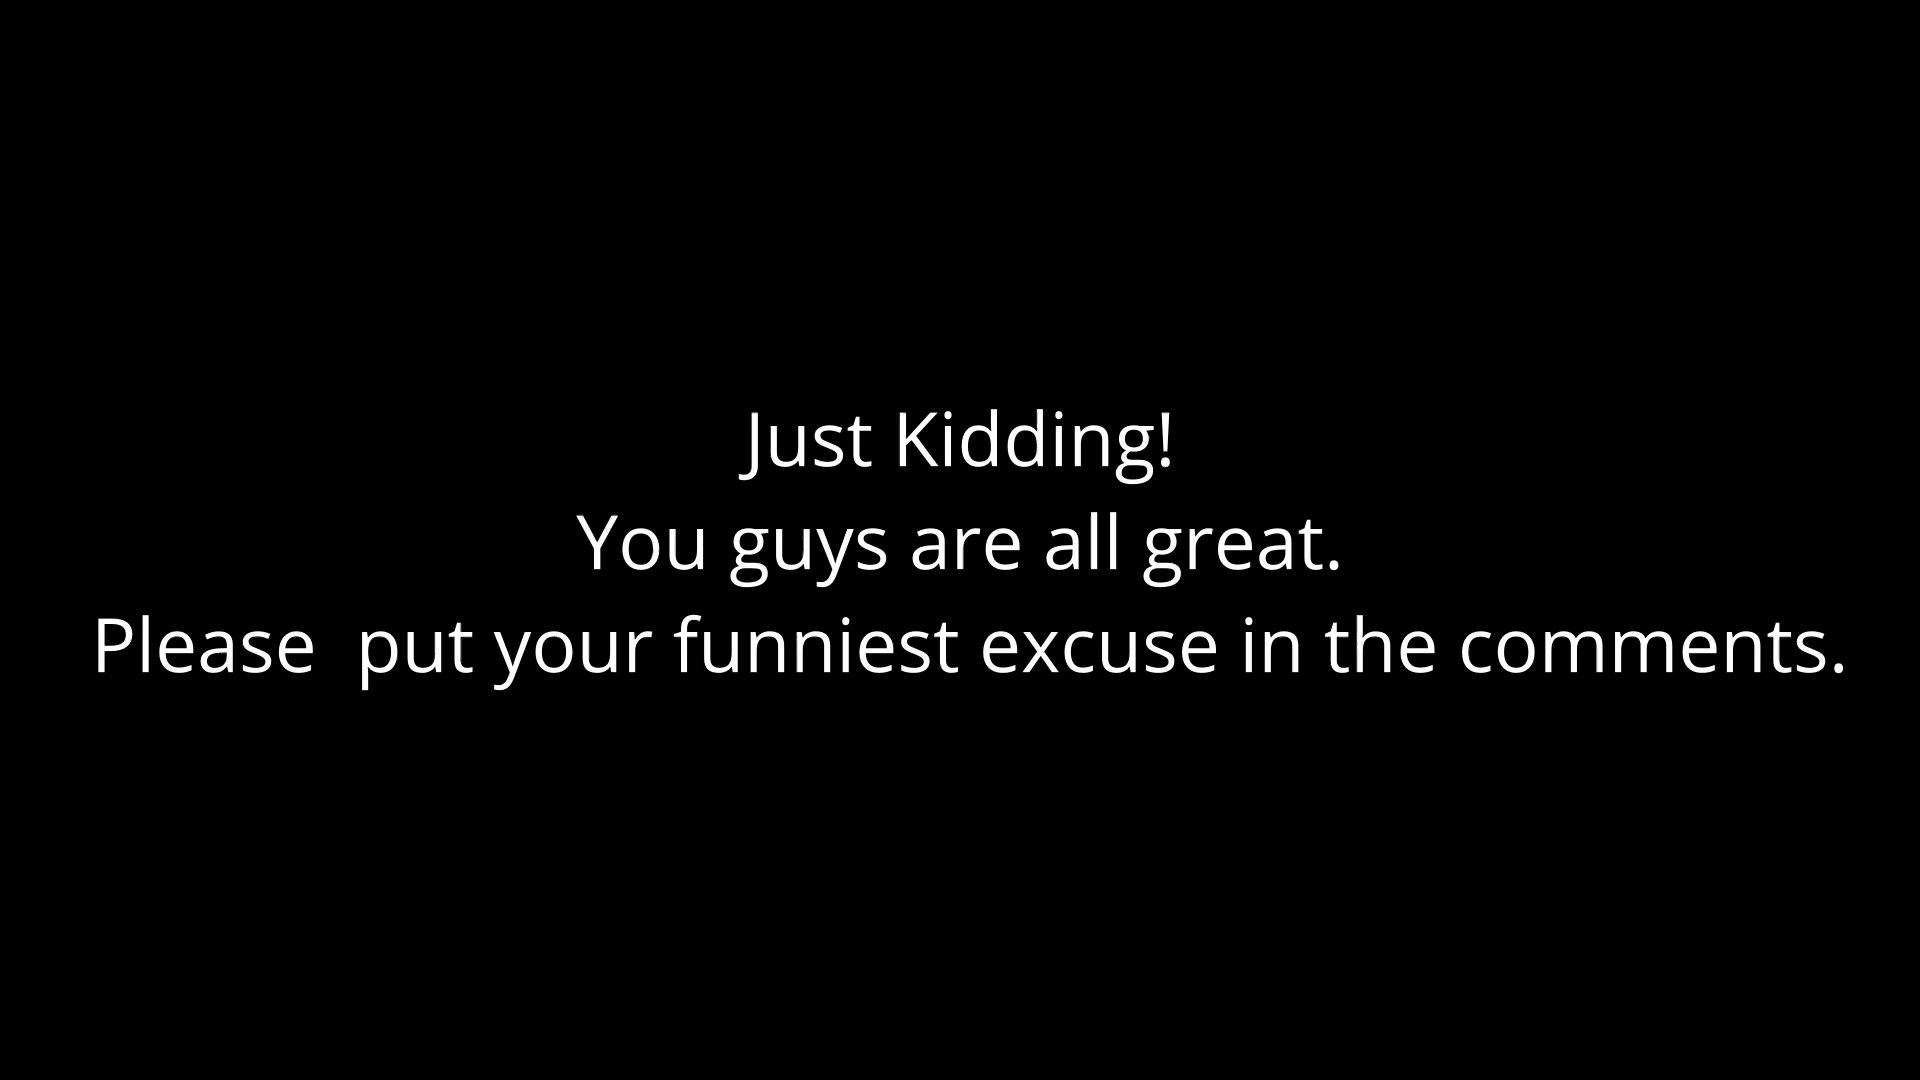 Just Kidding!
You guys are all great.
Please  put your funniest excuse in the comments.